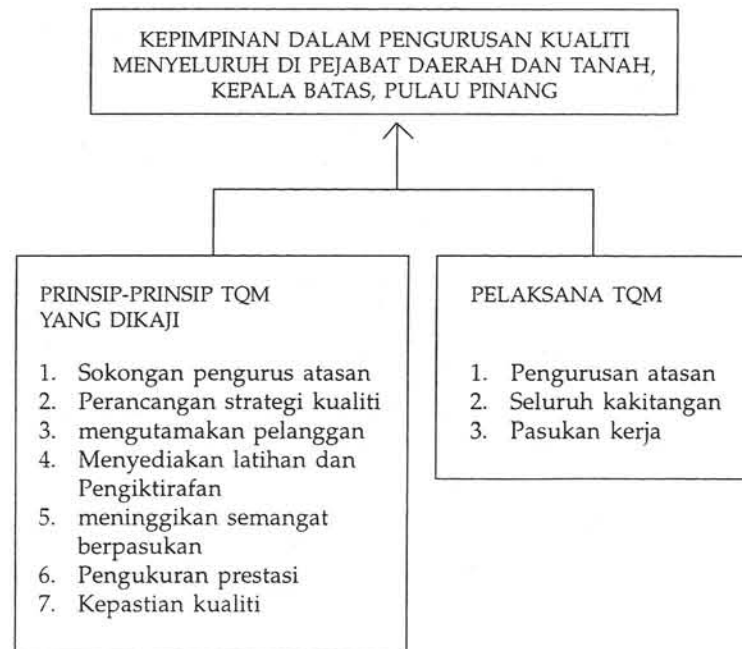 KEPIMPINAN DALAM PENGURUSAN KUALITI
MENYELURUH DI PEJABAT DAERAH DAN TANAH,
KEPALA BATAS, PULAU PINANG
PRINSIP-PRINSIP TQM
YANG DIKAJI
1. Sokongan pengurus atasan
2. Perancangan strategi kualiti
3. mengutamakan pelanggan
4. Menyediakan latihan dan
Pengiktirafan
5. meninggikan semangat
berpasukan
6. Pengukuran prestasi
7. Kepastian kualiti
PELAKSANA TQM
1. Pengurusan atasan
2. Seluruh kakitangan
3. Pasukan kerja